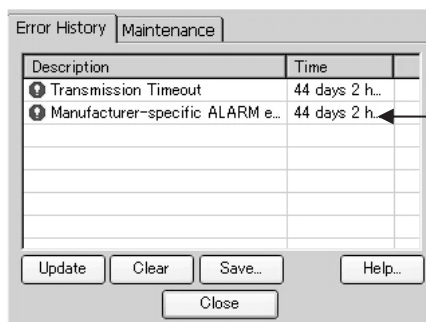 Error History Maintenance
Description Time
Transmission Timeout 44 days 2 h...
Manufacturer-specific ALARM e... 44 days 2 h...
Update Clear Save... Help...
Close